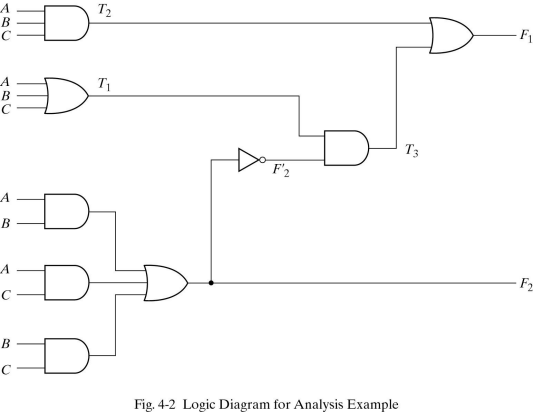 A
B
C
T₂
F₁
A
B
C
T₁
T₃
F'₂
A
B
A
C
F₂
B
C
Fig. 4-2 Logic Diagram for Analysis Example